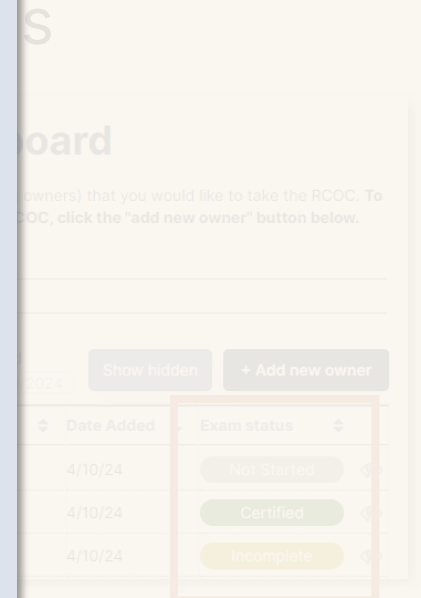 s
board
owners) that you would like to take the RCOC. To
COC, click the "add new owner" button below.
2024
Show hidden
+ Add new owner
Date Added
Exam status
4/10/24
Not Started
4/10/24
Certified
4/10/24
Incomplete